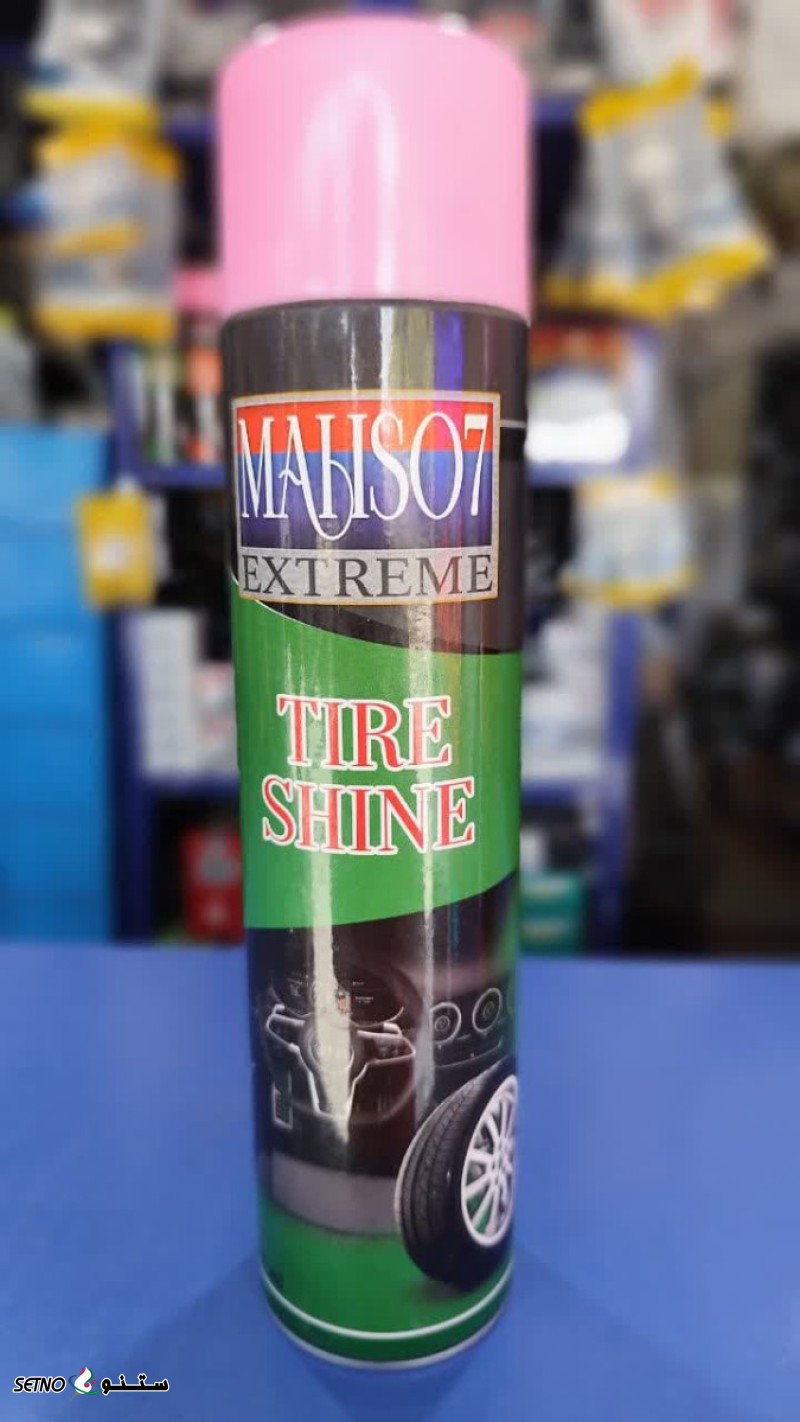 MAHSO7
EXTREME
TIRE
SHINE
SETNO ستنو